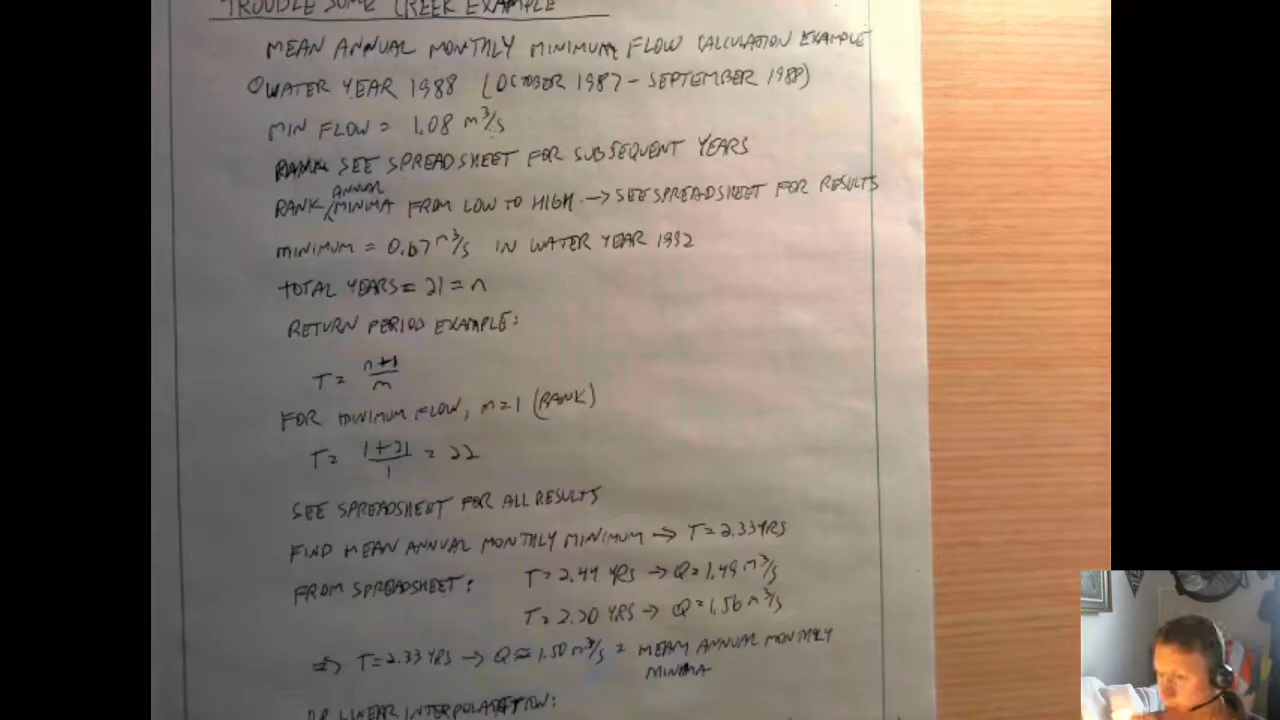 TROUBLESOME CREEK EXAMPLE
MEAN ANNUAL MONTHLY MINIMUM FLOW CALCULATION EXAMPLE
WATER YEAR 1988 (OCTOBER 1987 - SEPTEMBER 1988)
MIN FLOW = 1.08 m³/s
SEE SPREADSHEET FOR SUBSEQUENT YEARS
RANK ANNUAL MINIMA FROM LOW TO HIGH → SEE SPREADSHEET FOR RESULTS
MINIMUM = 0.67 m³/s IN WATER YEAR 1992
TOTAL YEARS = 21 = n
RETURN PERIOD EXAMPLE:
T = n+1/m
FOR MINIMUM FLOW, m=1 (RANK)
T = 1+21/1 = 22
SEE SPREADSHEET FOR ALL RESULTS
FIND MEAN ANNUAL MONTHLY MINIMUM → T=2.33YRS
FROM SPREADSHEET: T=2.44 YRS → Q=1.49 m³/s
T=2.20 YRS → Q=1.56 m³/s
⇒ T=2.33YRS → Q≅1.50 m³/s = MEAN ANNUAL MONTHLY
MINIMA
OR LINEAR INTERPOLATION: